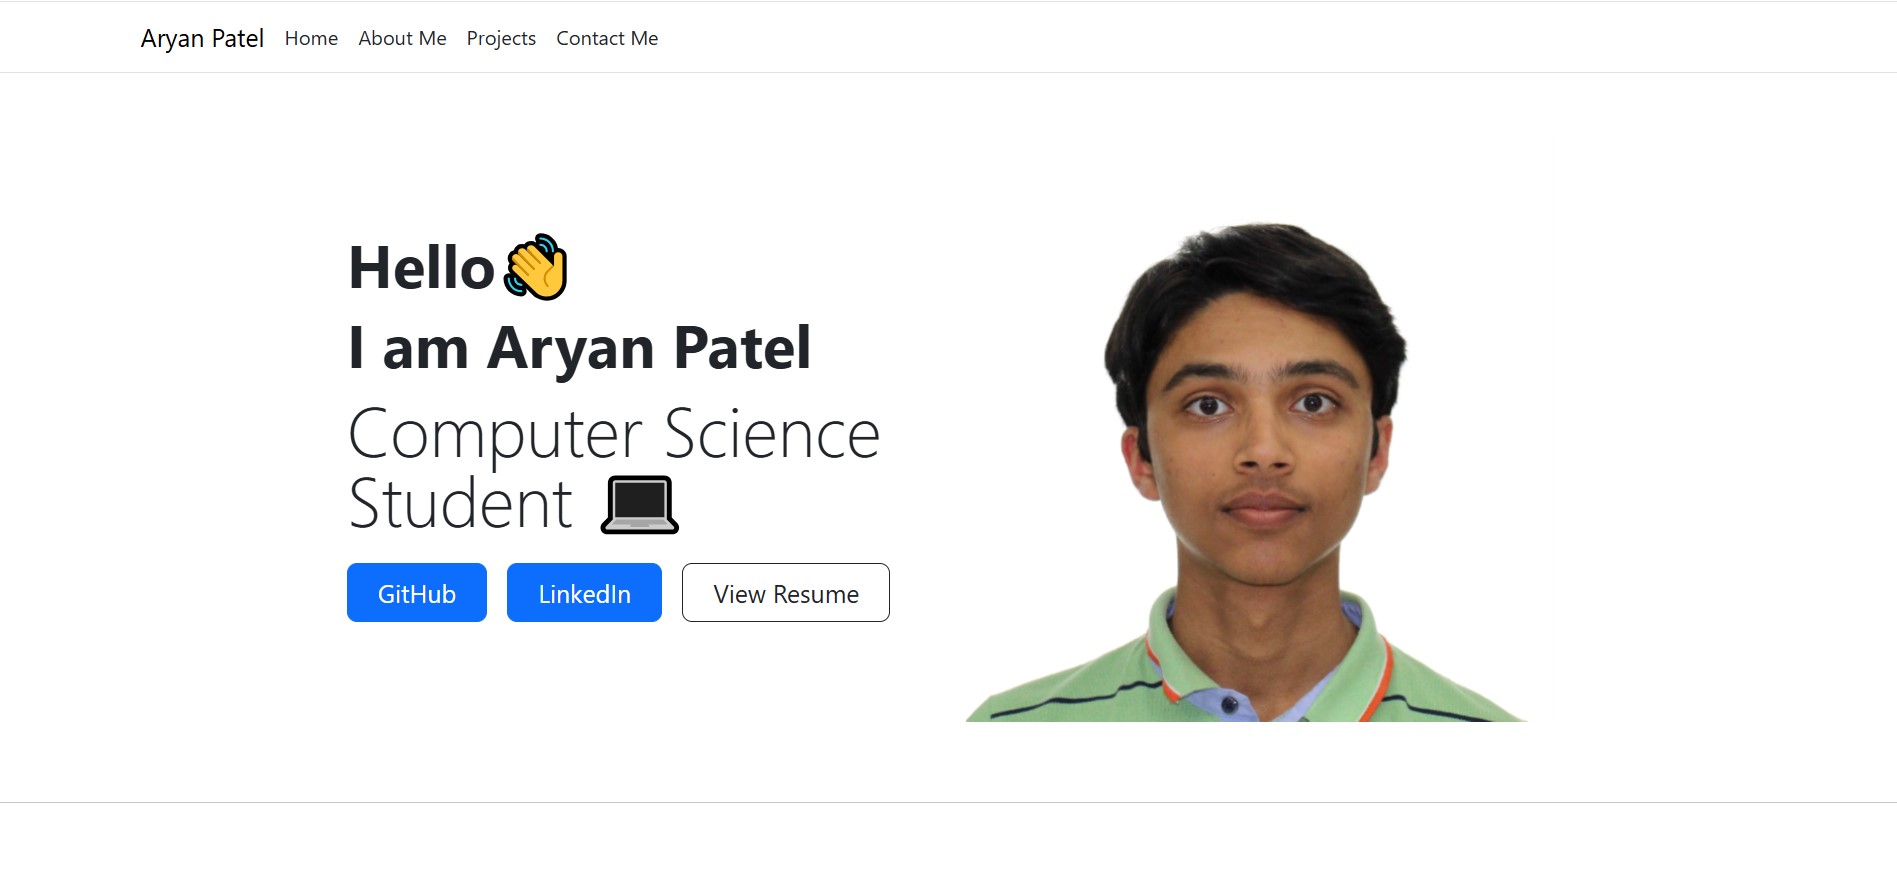 Aryan Patel Home About Me Projects Contact Me
Hello👋
I am Aryan Patel
Computer Science
Student 💻
GitHub LinkedIn View Resume